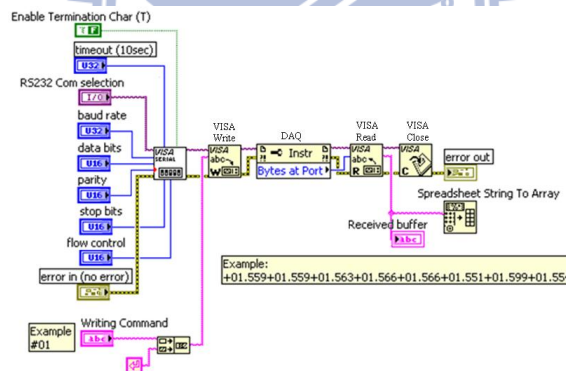 Enable Termination Char (T)
T F
timeout (10sec)
U32
RS232 Com selection
I/O
baud rate
U32
data bits
U16
parity
U16
stop bits
U16
flow control
U16
error in (no error)
VISA
SERIAL
VISA
Write
VISA
abc
W
DAQ
Instr
Bytes at Port
VISA
Read
VISA
abc
R
VISA
Close
VISA
C
error out
Spreadsheet String To Array
Received buffer
abc
Example:
+01.559+01.559+01.563+01.566+01.566+01.551+01.599+01.55
Writing Command
Example
#01
abc